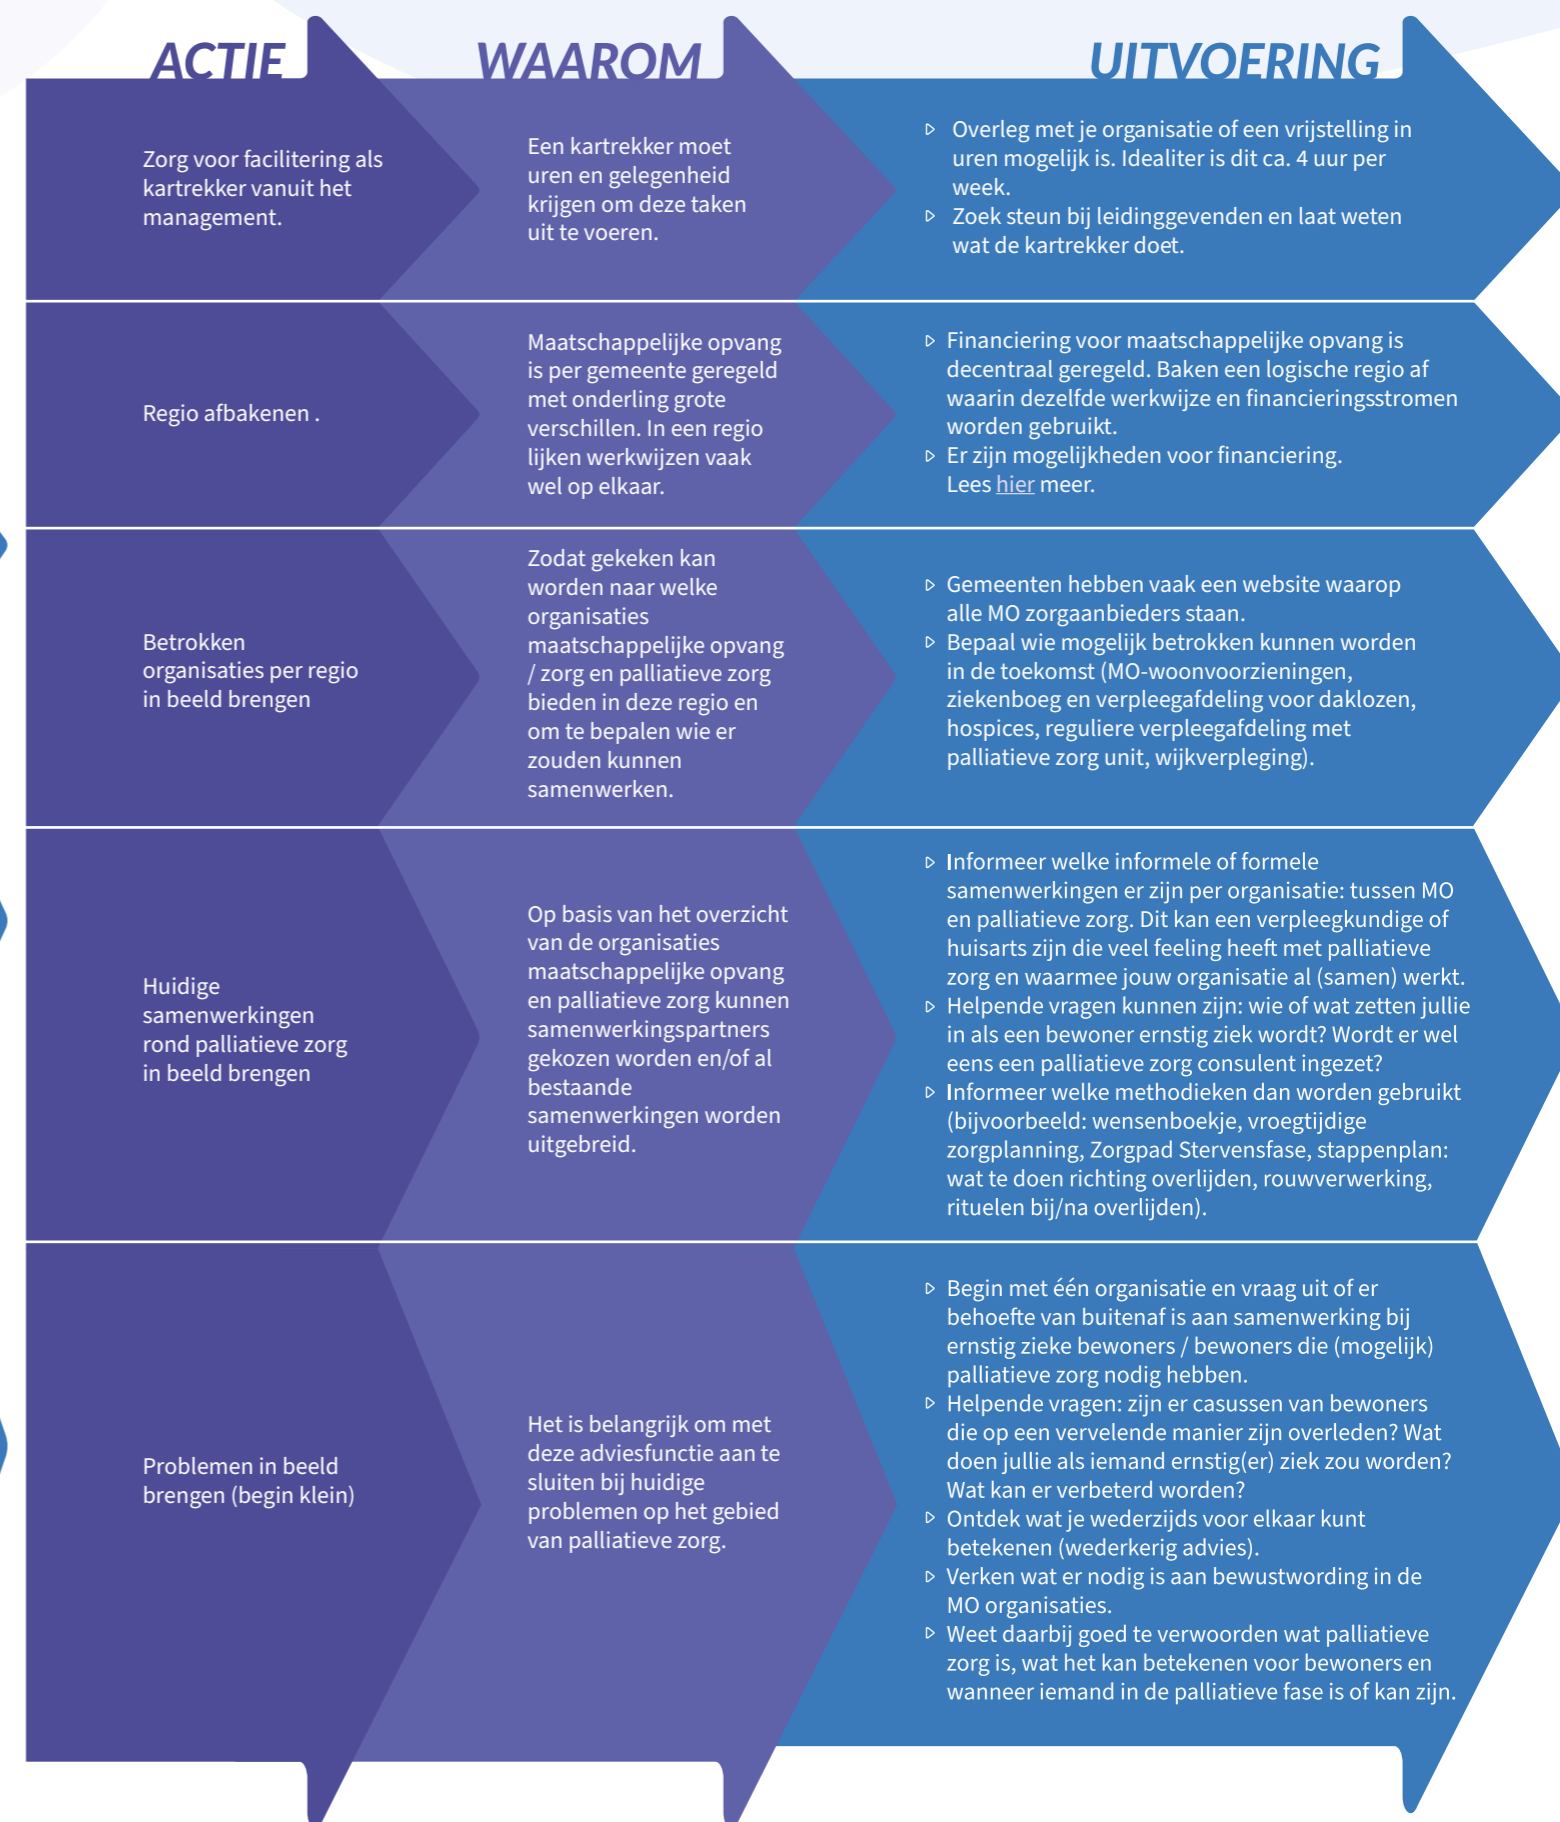 ACTIE
WAAROM
UITVOERING
Zorg voor facilitering als
kartrekker vanuit het
management.
Een kartrekker moet
uren en gelegenheid
krijgen om deze taken
uit te voeren.
▷ Overleg met je organisatie of een vrijstelling in
uren mogelijk is. Idealiter is dit ca. 4 uur per
week.
▷ Zoek steun bij leidinggevenden en laat weten
wat de kartrekker doet.
Regio afbakenen .
Maatschappelijke opvang
is per gemeente geregeld
met onderling grote
verschillen. In een regio
lijken werkwijzen vaak
wel op elkaar.
▷ Financiering voor maatschappelijke opvang is
decentraal geregeld. Baken een logische regio af
waarin dezelfde werkwijze en financieringsstromen
worden gebruikt.
▷ Er zijn mogelijkheden voor financiering.
Lees hier meer.
Betrokken
organisaties per regio
in beeld brengen
Zodat gekeken kan
worden naar welke
organisaties
maatschappelijke opvang
/ zorg en palliatieve zorg
bieden in deze regio en
om te bepalen wie er
zouden kunnen
samenwerken.
▷ Gemeenten hebben vaak een website waarop
alle MO zorgaanbieders staan.
▷ Bepaal wie mogelijk betrokken kunnen worden
in de toekomst (MO-woonvoorzieningen,
ziekenboeg en verpleegafdeling voor daklozen,
hospices, reguliere verpleegafdeling met
palliatieve zorg unit, wijkverpleging).
Huidige
samenwerkingen
rond palliatieve zorg
in beeld brengen
Op basis van het overzicht
van de organisaties
maatschappelijke opvang
en palliatieve zorg kunnen
samenwerkingspartners
gekozen worden en/of al
bestaande
samenwerkingen worden
uitgebreid.
▷ Informeer welke informele of formele
samenwerkingen er zijn per organisatie: tussen MO
en palliatieve zorg. Dit kan een verpleegkundige of
huisarts zijn die veel feeling heeft met palliatieve
zorg en waarmee jouw organisatie al (samen) werkt.
▷ Helpende vragen kunnen zijn: wie of wat zetten jullie
in als een bewoner ernstig ziek wordt? Wordt er wel
eens een palliatieve zorg consulent ingezet?
▷ Informeer welke methodieken dan worden gebruikt
(bijvoorbeeld: wensenboekje, vroegtijdige
zorgplanning, Zorgpad Stervensfase, stappenplan:
wat te doen richting overlijden, rouwverwerking,
rituelen bij/na overlijden).
Problemen in beeld
brengen (begin klein)
Het is belangrijk om met
deze adviesfunctie aan te
sluiten bij huidige
problemen op het gebied
van palliatieve zorg.
▷ Begin met één organisatie en vraag uit of er
behoefte van buitenaf is aan samenwerking bij
ernstig zieke bewoners / bewoners die (mogelijk)
palliatieve zorg nodig hebben.
▷ Helpende vragen: zijn er casussen van bewoners
die op een vervelende manier zijn overleden? Wat
doen jullie als iemand ernstig(er) ziek zou worden?
Wat kan er verbeterd worden?
▷ Ontdek wat je wederzijds voor elkaar kunt
betekenen (wederkerig advies).
▷ Verken wat er nodig is aan bewustwording in de
MO organisaties.
▷ Weet daarbij goed te verwoorden wat palliatieve
zorg is, wat het kan betekenen voor bewoners en
wanneer iemand in de palliatieve fase is of kan zijn.